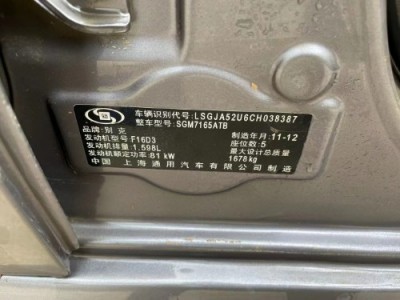 车辆识别代号: LSGJA52U6CH038387
整车型号: SGM7165ATB
品牌: 别克
制造年月: 11-12
发动机型号: F16D3
座位数: 5
发动机排量: 1.598L
最大设计总质量
发动机额定功率: 81 kW
1678kg
中国 上海通用汽车有限公司 制造